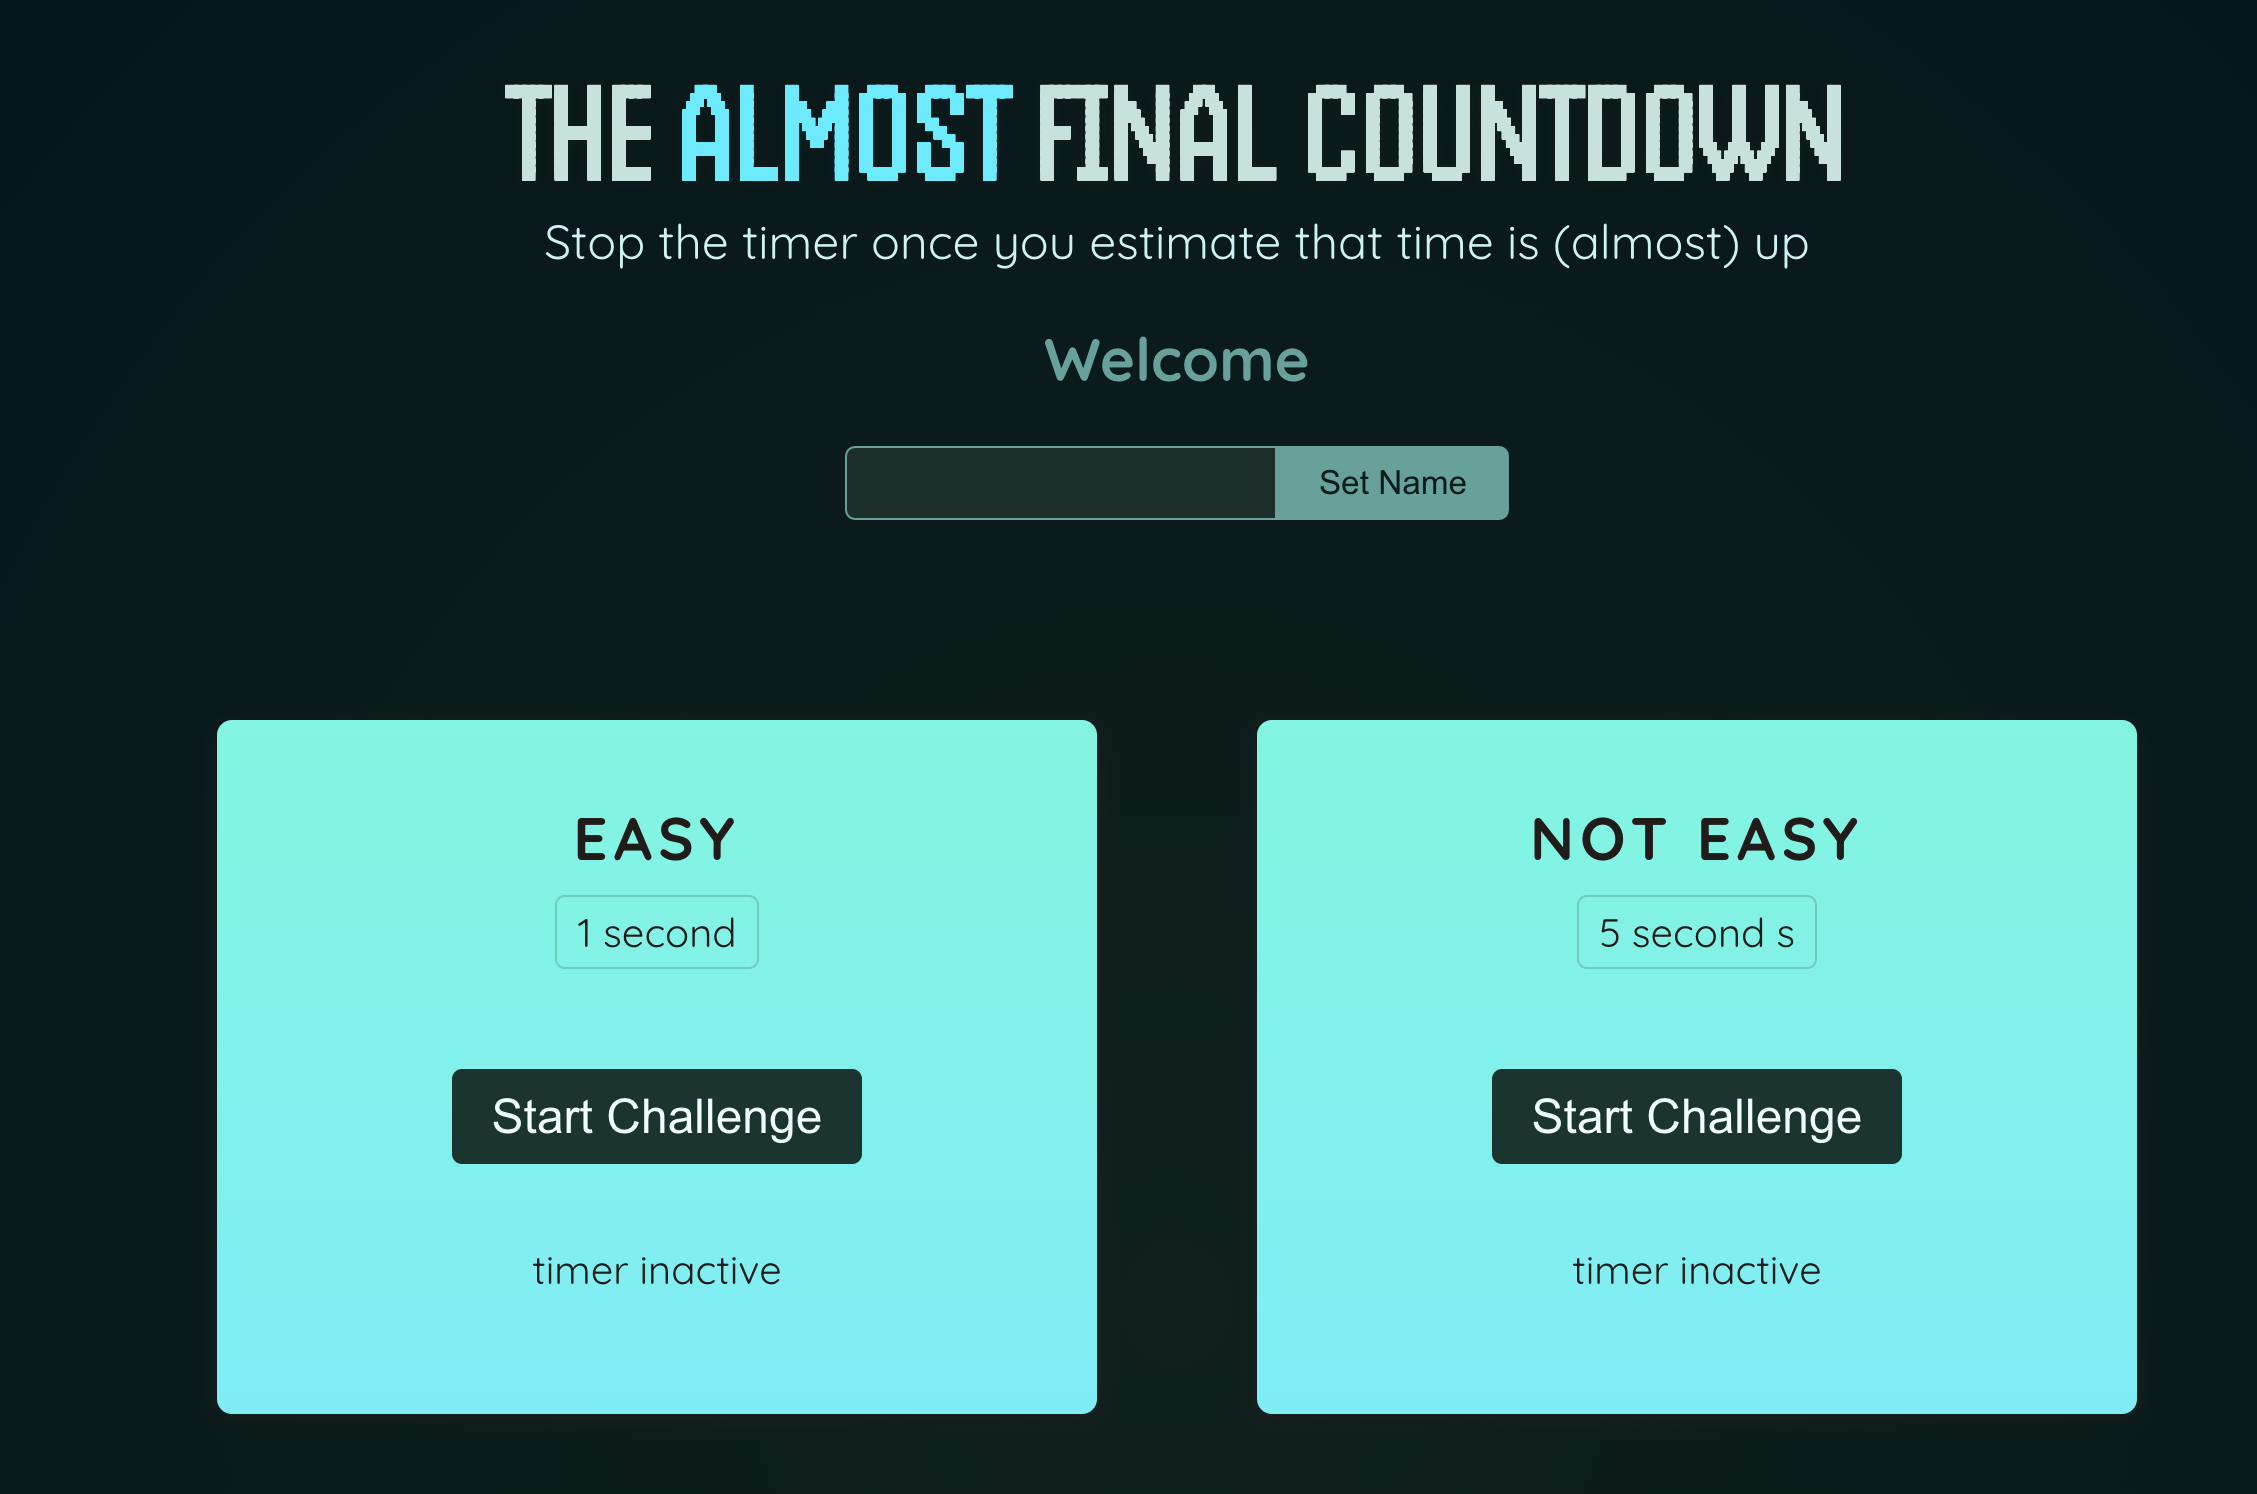 THE ALMOST FINAL COUNTDOWN
Stop the timer once you estimate that time is (almost) up
Welcome
Set Name
EASY
1 second
Start Challenge
timer inactive
NOT EASY
5 second s
Start Challenge
timer inactive